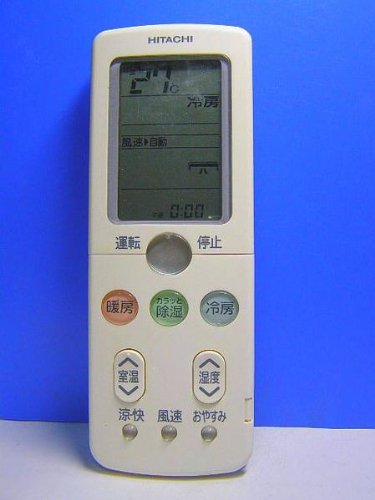 HITACHI
27℃
冷房
風速▶自動
0:00
運転 停止
暖房 カラッと除湿 冷房
室温 湿度
涼快 風速 おやすみ